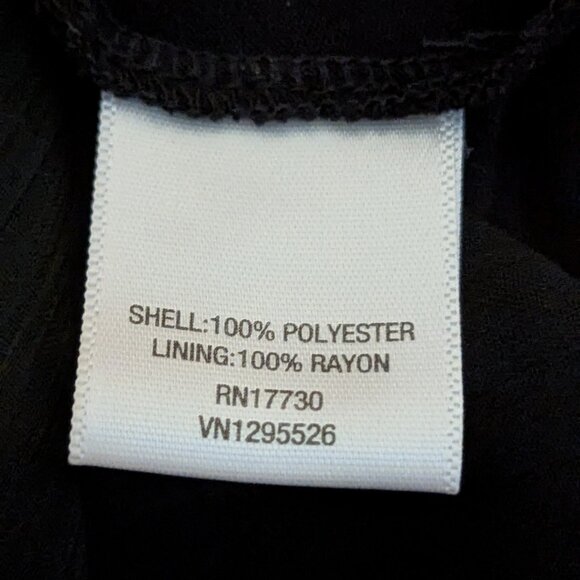 SHELL:100% POLYESTER
LINING:100% RAYON
RN17730
VN1295526